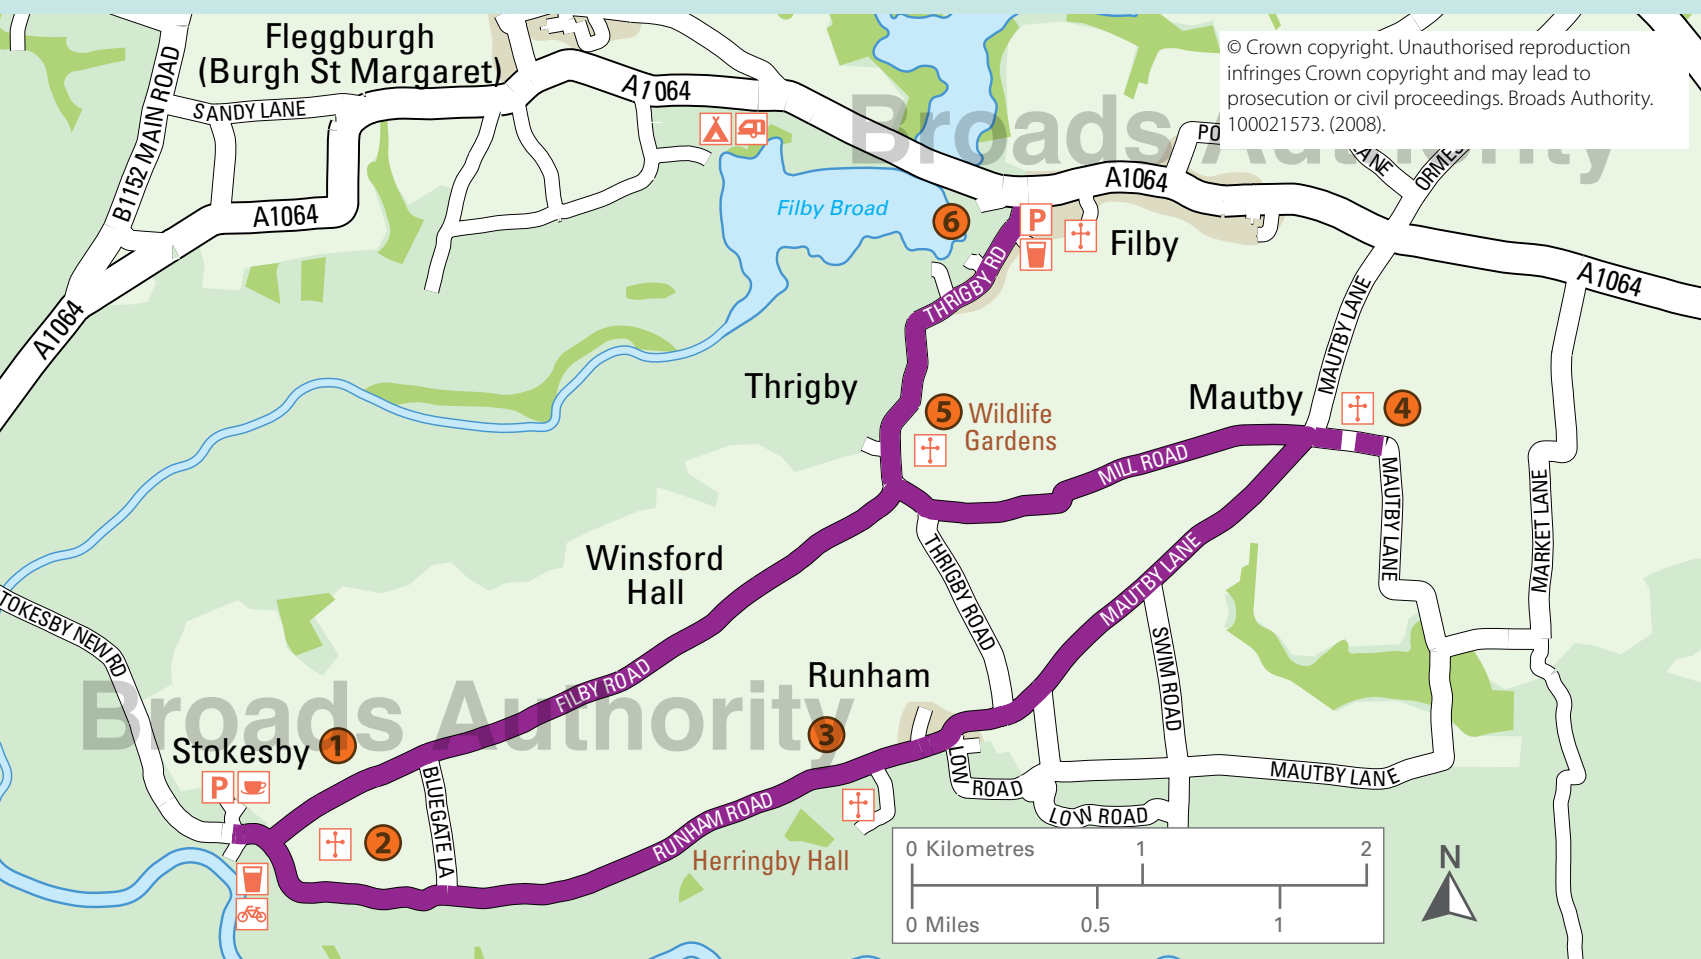 Fleggburgh
(Burgh St Margaret)
© Crown copyright. Unauthorised reproduction
infringes Crown copyright and may lead to
prosecution or civil proceedings. Broads Authority.
100021573. (2008).
Broads Authority
B1152 MAIN ROAD
SANDY LANE
A1064
A1064
A1064
A1064
A1064
Filby Broad
6
P
Filby
THRIGBY RD
MAUTBY LANE
Thrigby
5
Wildlife
Gardens
Mautby
4
MILL ROAD
MAUTBY LANE
MARKET LANE
Winsford
Hall
THRIGBY ROAD
MAUTBY LANE
SWIM ROAD
STOKESBY NEW RD
FILBY ROAD
Runham
Broads Authority
Stokesby
1
3
P
BLUEGATE LA
LOW
ROAD
LOW ROAD
MAUTBY LANE
RUNHAM ROAD
2
Herringby Hall
0 Kilometres 1 2
0 Miles 0.5 1
N